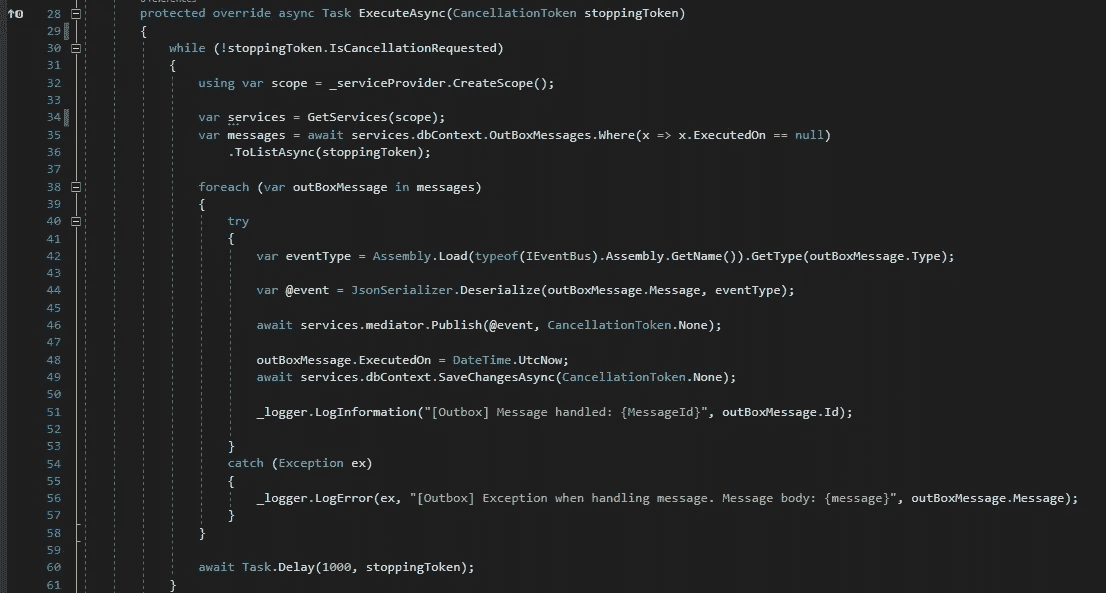 28 protected override async Task ExecuteAsync(CancellationToken stoppingToken)
29 {
30 while (!stoppingToken.IsCancellationRequested)
31 {
32 using var scope = _serviceProvider.CreateScope();
33
34 var services = GetServices(scope);
35 var messages = await services.dbContext.OutBoxMessages.Where(x => x.ExecutedOn == null)
36 .ToListAsync(stoppingToken);
37
38 foreach (var outBoxMessage in messages)
39 {
40 try
41 {
42 var eventType = Assembly.Load(typeof(IEventBus).Assembly.GetName()).GetType(outBoxMessage.Type);
43
44 var @event = JsonSerializer.Deserialize(outBoxMessage.Message, eventType);
45
46 await services.mediator.Publish(@event, CancellationToken.None);
47
48 outBoxMessage.ExecutedOn = DateTime.UtcNow;
49 await services.dbContext.SaveChangesAsync(CancellationToken.None);
50
51 _logger.LogInformation("[Outbox] Message handled: {MessageId}", outBoxMessage.Id);
52
53 }
54 catch (Exception ex)
55 {
56 _logger.LogError(ex, "[Outbox] Exception when handling message. Message body: {message}", outBoxMessage.Message);
57 }
58 }
59
60 await Task.Delay(1000, stoppingToken);
61 }